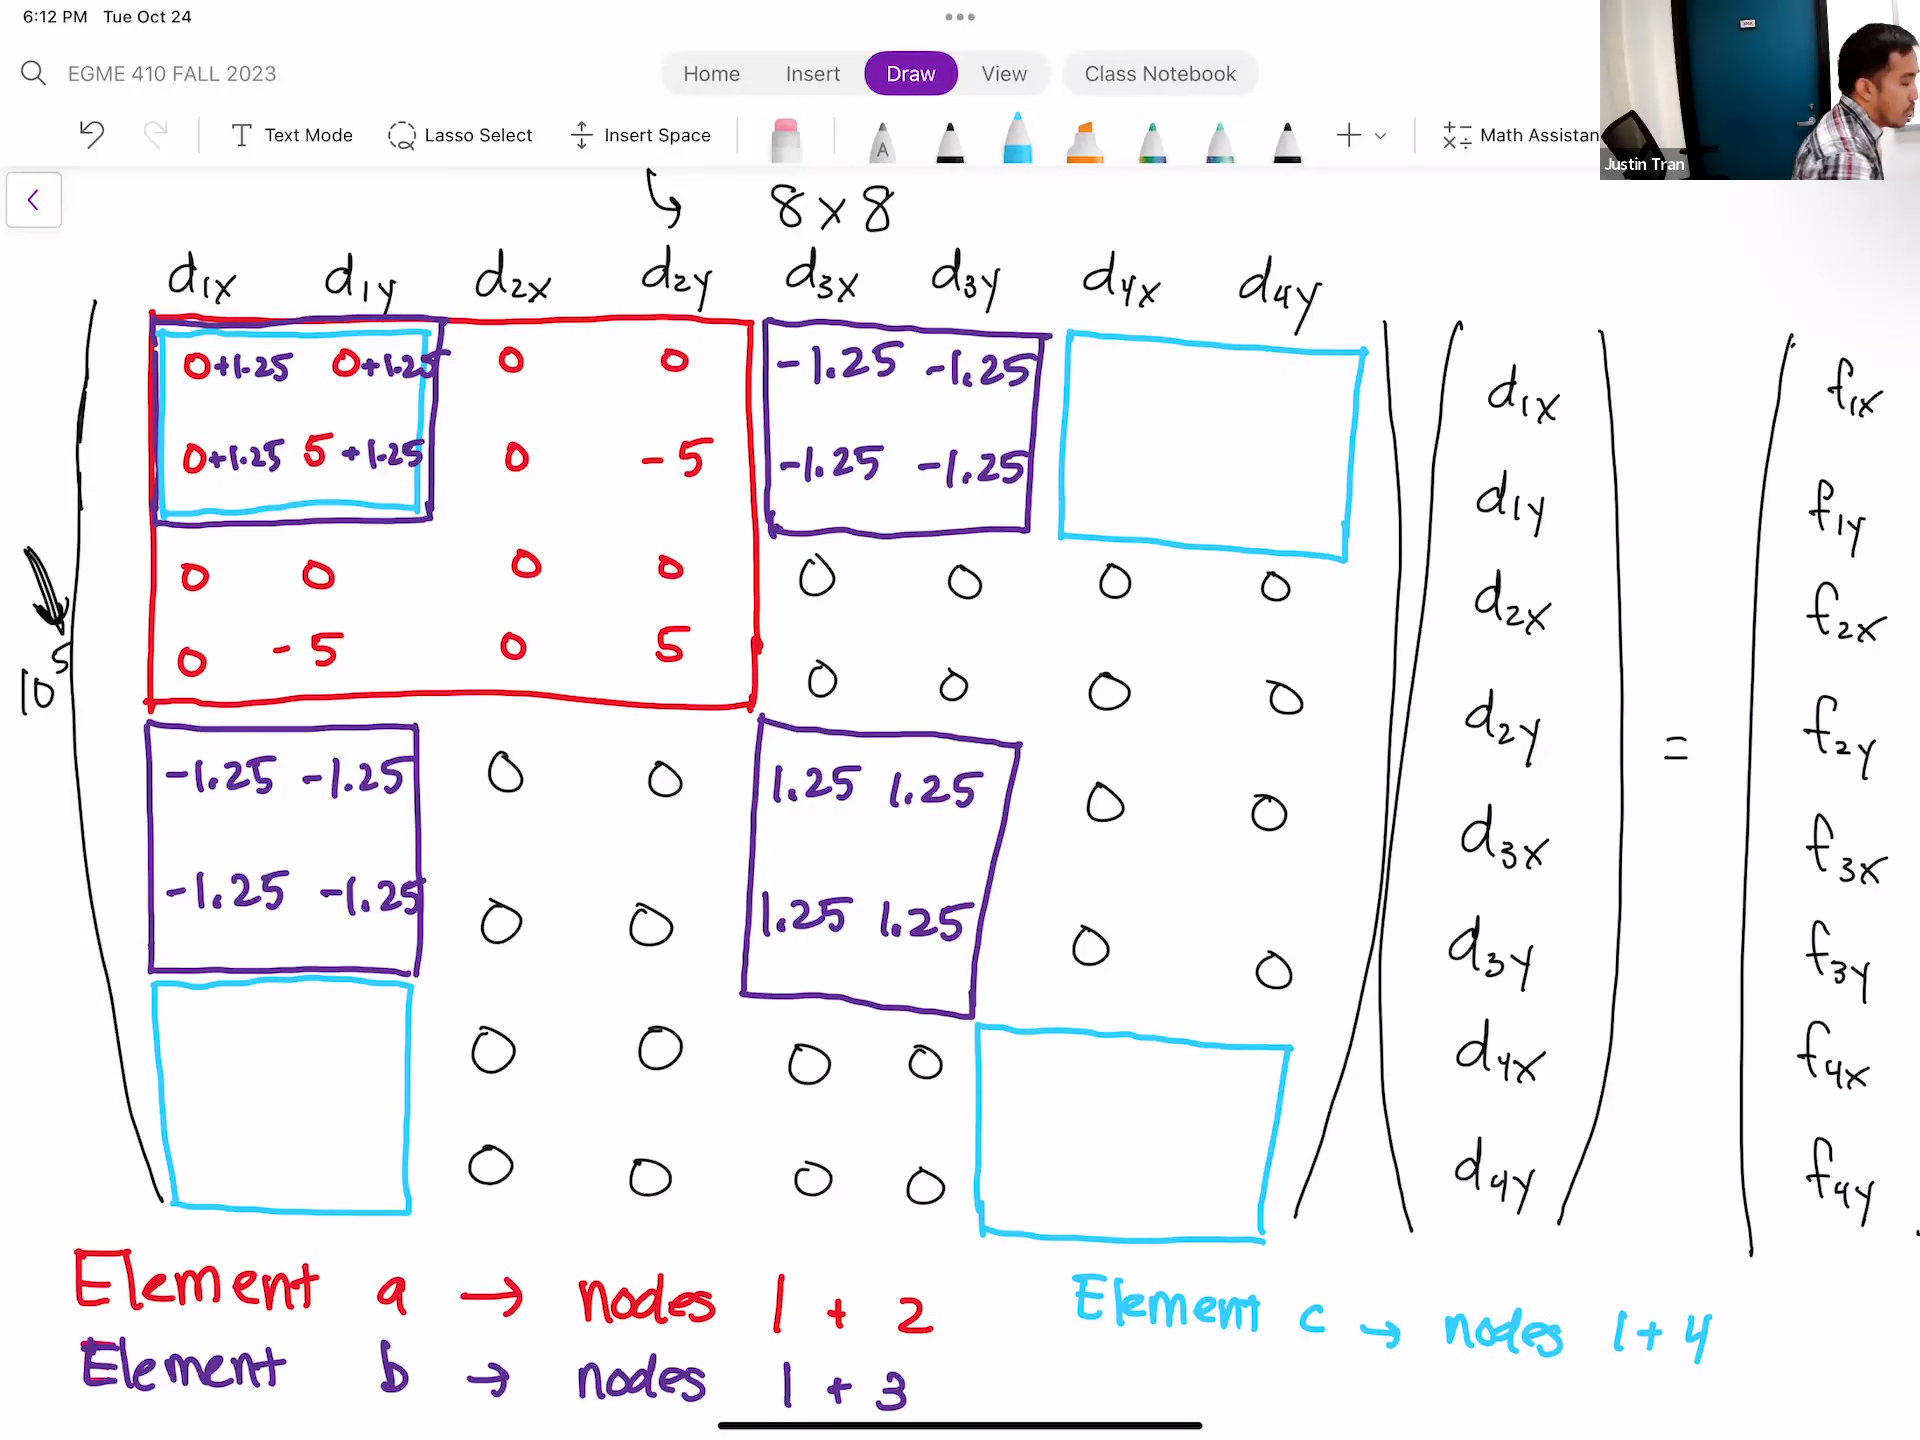 6:12 PM Tue Oct 24
EGME 410 FALL 2023
Home Insert Draw View Class Notebook
Text Mode Lasso Select Insert Space A Math Assistan
Justin Tran
8 x 8
d1x d1y d2x d2y d3x d3y d4x d4y
0+1.25 0+1.25 0 0 -1.25 -1.25 d1x f1x
0+1.25 5+1.25 0 -5 -1.25 -1.25 d1y f1y
0 0 0 0 0 0 0 0 d2x f2x
10^5
0 -5 0 5 0 0 0 0 d2y = f2y
-1.25 -1.25 0 0 1.25 1.25 0 0 d3x f3x
-1.25 -1.25 0 0 1.25 1.25 0 0 d3y f3y
0 0 0 0 d4x f4x
0 0 0 0 d4y f4y
Element a → nodes 1 + 2
Element b → nodes 1 + 3
Element c → nodes 1 + 4